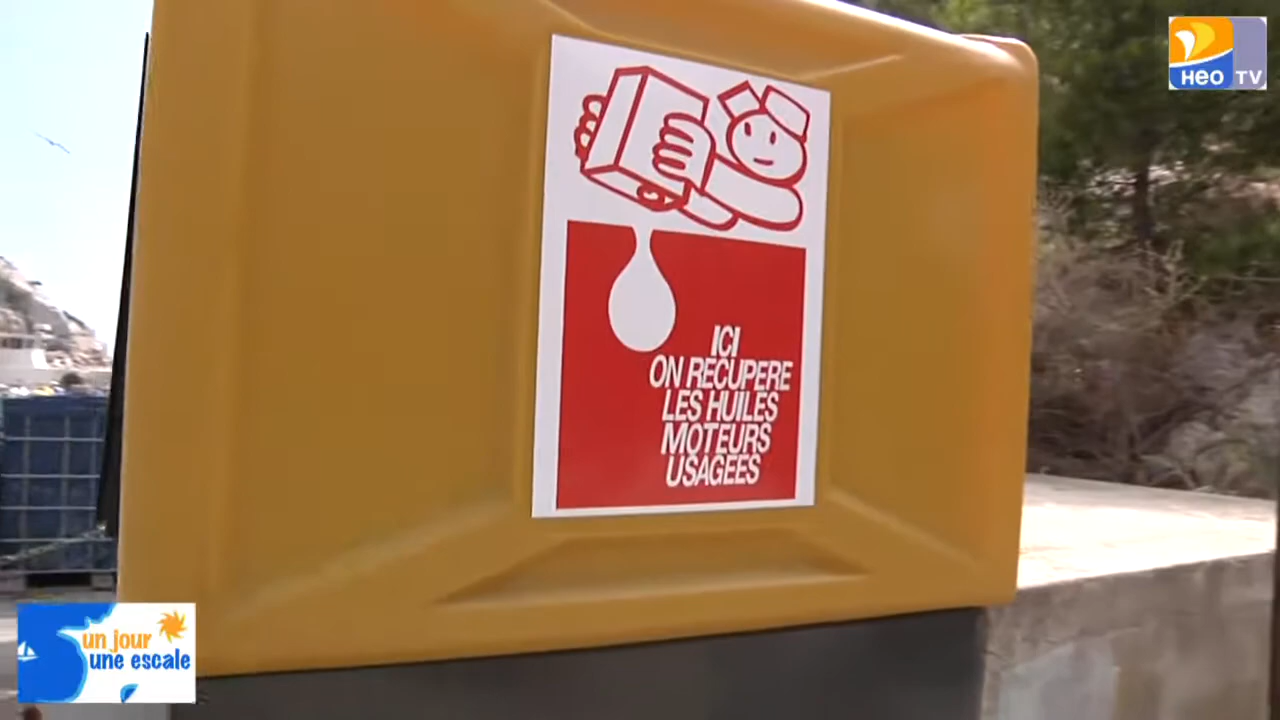 HEO TV
ICI
ON RECUPERE
LES HUILES
MOTEURS
USAGEES
un jour
une escale